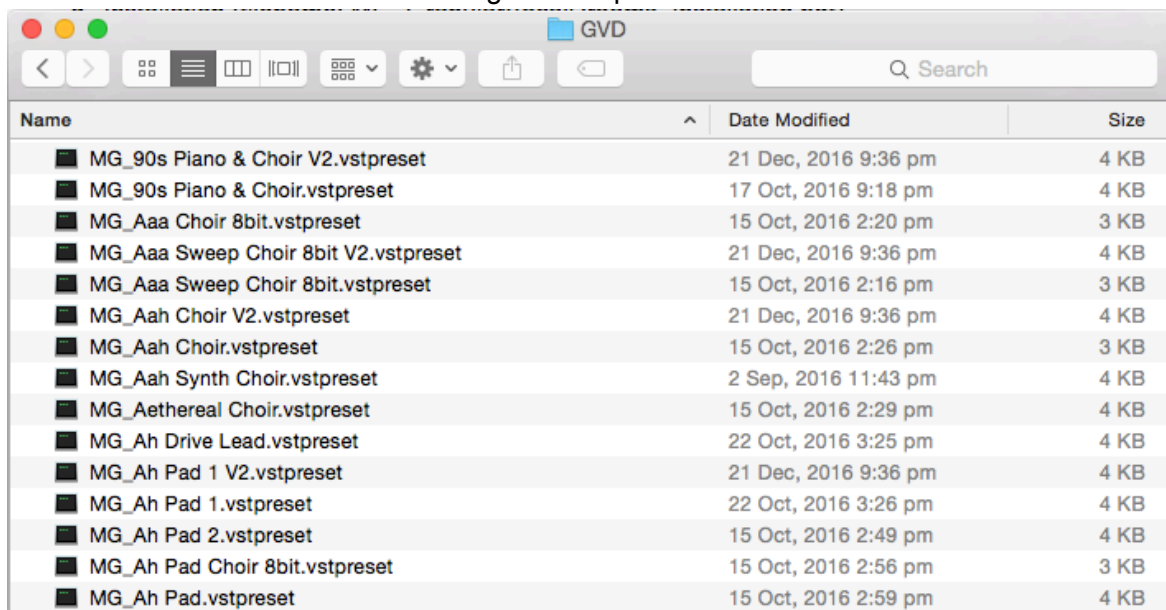 GVD
Search
Name Date Modified Size
MG_90s Piano & Choir V2.vstpreset 21 Dec, 2016 9:36 pm 4 KB
MG_90s Piano & Choir.vstpreset 17 Oct, 2016 9:18 pm 4 KB
MG_Aaa Choir 8bit.vstpreset 15 Oct, 2016 2:20 pm 3 KB
MG_Aaa Sweep Choir 8bit V2.vstpreset 21 Dec, 2016 9:36 pm 4 KB
MG_Aaa Sweep Choir 8bit.vstpreset 15 Oct, 2016 2:16 pm 3 KB
MG_Aah Choir V2.vstpreset 21 Dec, 2016 9:36 pm 4 KB
MG_Aah Choir.vstpreset 15 Oct, 2016 2:26 pm 3 KB
MG_Aah Synth Choir.vstpreset 2 Sep, 2016 11:43 pm 4 KB
MG_Aethereal Choir.vstpreset 15 Oct, 2016 2:29 pm 4 KB
MG_Ah Drive Lead.vstpreset 22 Oct, 2016 3:25 pm 4 KB
MG_Ah Pad 1 V2.vstpreset 21 Dec, 2016 9:36 pm 4 KB
MG_Ah Pad 1.vstpreset 22 Oct, 2016 3:26 pm 4 KB
MG_Ah Pad 2.vstpreset 15 Oct, 2016 2:49 pm 4 KB
MG_Ah Pad Choir 8bit.vstpreset 15 Oct, 2016 2:56 pm 3 KB
MG_Ah Pad.vstpreset 15 Oct, 2016 2:59 pm 4 KB